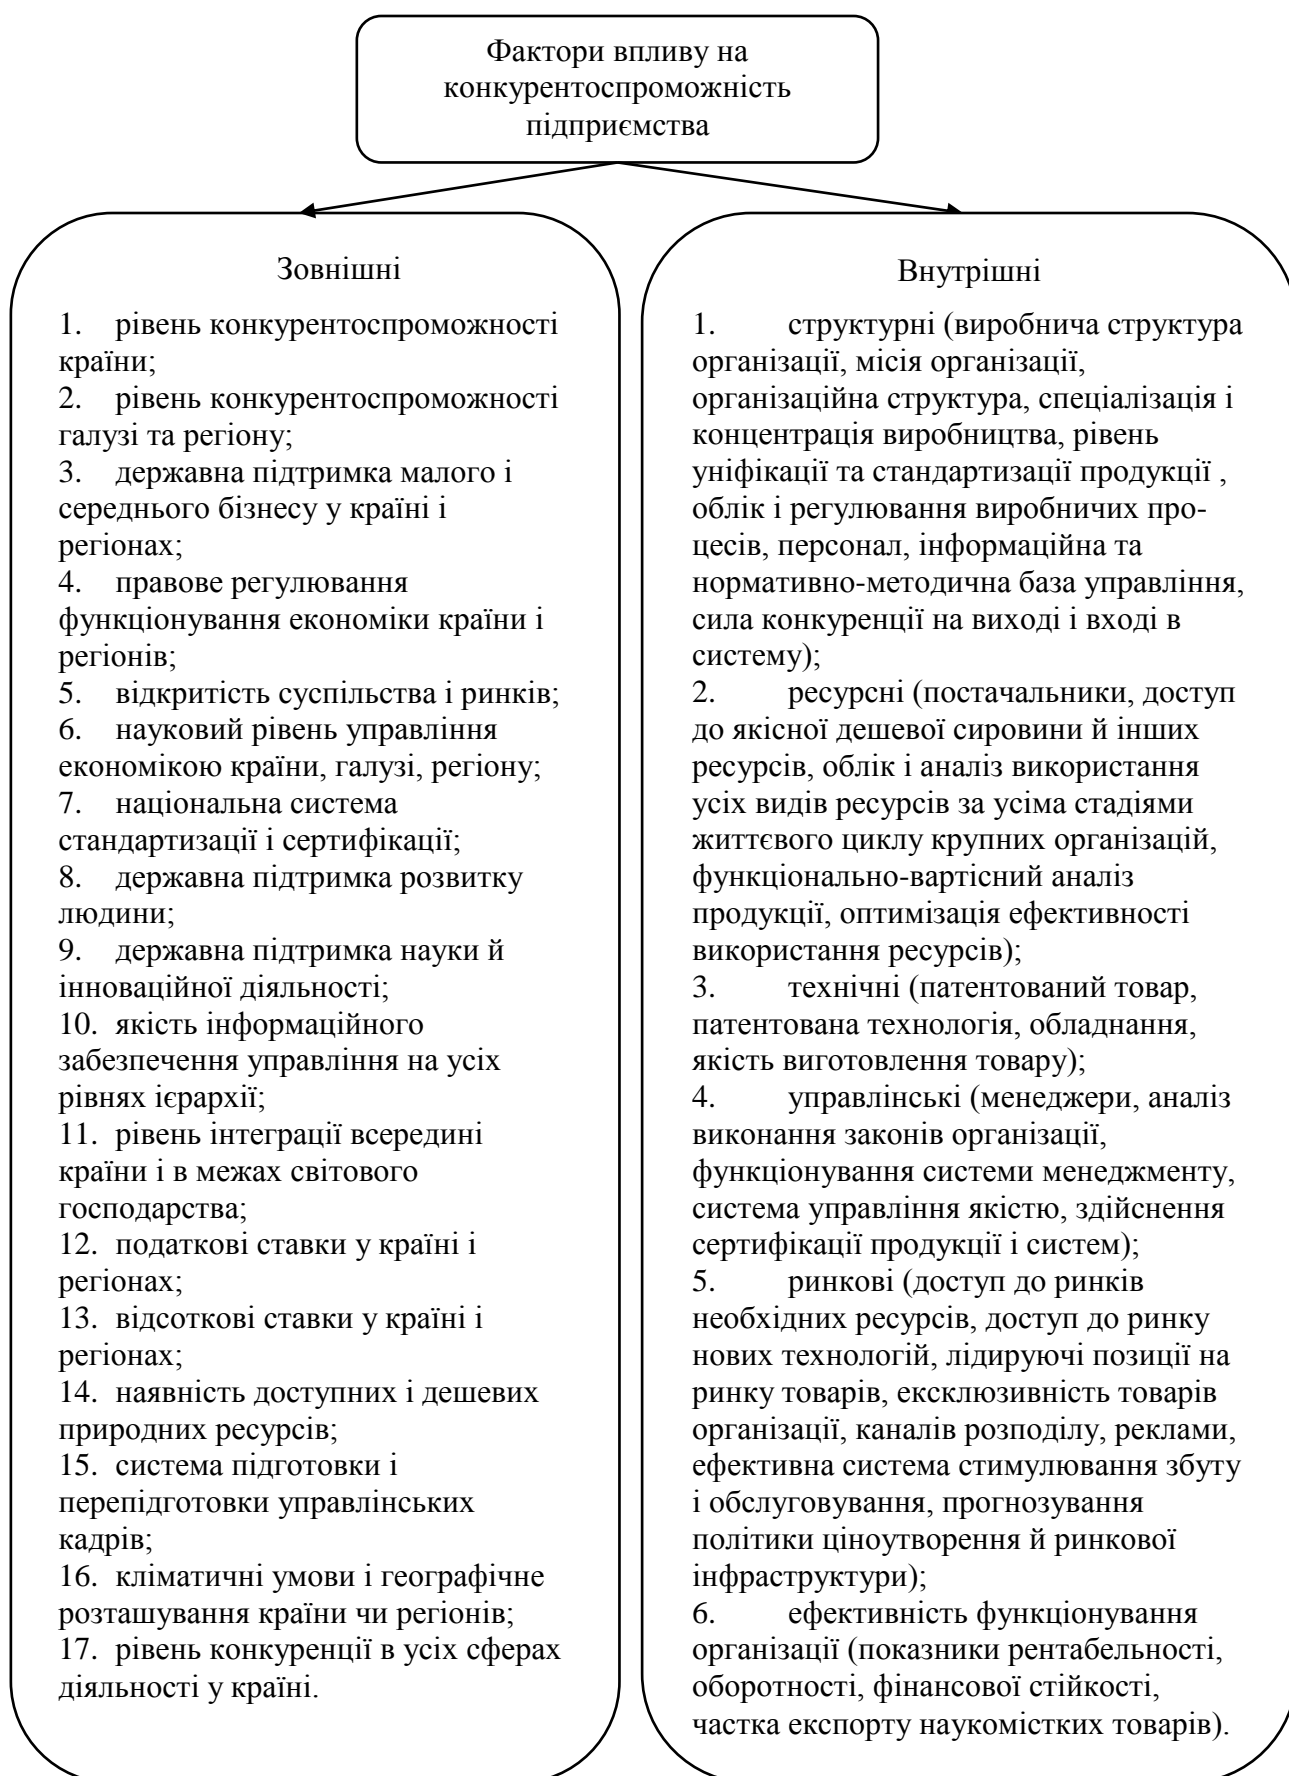 Фактори впливу на
конкурентоспроможність
підприємства
Зовнішні
1. рівень конкурентоспроможності
країни;
2. рівень конкурентоспроможності
галузі та регіону;
3. державна підтримка малого і
середнього бізнесу у країні і
регіонах;
4. правове регулювання
функціонування економіки країни і
регіонів;
5. відкритість суспільства і ринків;
6. науковий рівень управління
економікою країни, галузі, регіону;
7. національна система
стандартизації і сертифікації;
8. державна підтримка розвитку
людини;
9. державна підтримка науки й
інноваційної діяльності;
10. якість інформаційного
забезпечення управління на усіх
рівнях ієрархії;
11. рівень інтеграції всередині
країни і в межах світового
господарства;
12. податкові ставки у країні і
регіонах;
13. відсоткові ставки у країні і
регіонах;
14. наявність доступних і дешевих
природних ресурсів;
15. система підготовки і
перепідготовки управлінських
кадрів;
16. кліматичні умови і географічне
розташування країни чи регіонів;
17. рівень конкуренції в усіх сферах
діяльності у країні.
Внутрішні
1. структурні (виробнича структура
організації, місія організації,
організаційна структура, спеціалізація і
концентрація виробництва, рівень
уніфікації та стандартизації продукції ,
облік і регулювання виробничих про-
цесів, персонал, інформаційна та
нормативно-методична база управління,
сила конкуренції на виході і вході в
систему);
2. ресурсні (постачальники, доступ
до якісної дешевої сировини й інших
ресурсів, облік і аналіз використання
усіх видів ресурсів за усіма стадіями
життєвого циклу крупних організацій,
функціонально-вартісний аналіз
продукції, оптимізація ефективності
використання ресурсів);
3. технічні (патентований товар,
патентована технологія, обладнання,
якість виготовлення товару);
4. управлінські (менеджери, аналіз
виконання законів організації,
функціонування системи менеджменту,
система управління якістю, здійснення
сертифікації продукції і систем);
5. ринкові (доступ до ринків
необхідних ресурсів, доступ до ринку
нових технологій, лідируючі позиції на
ринку товарів, ексклюзивність товарів
організації, каналів розподілу, реклами,
ефективна система стимулювання збуту
і обслуговування, прогнозування
політики ціноутворення й ринкової
інфраструктури);
6. ефективність функціонування
організації (показники рентабельності,
оборотності, фінансової стійкості,
частка експорту наукомістких товарів).